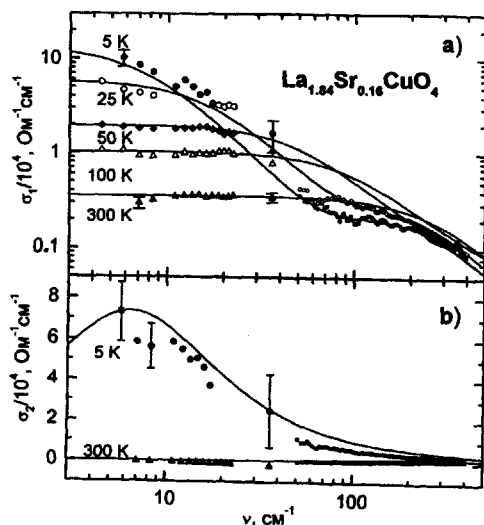 a)
5 K
La1.84Sr0.16CuO4
25 K
50 K
100 K
300 K
10
1
0.1
σ1/10⁴, Ом⁻¹см⁻¹
b)
5 K
300 K
8
6
4
2
0
σ2/10⁴, Ом⁻¹см⁻¹
10
100
ν, см⁻¹